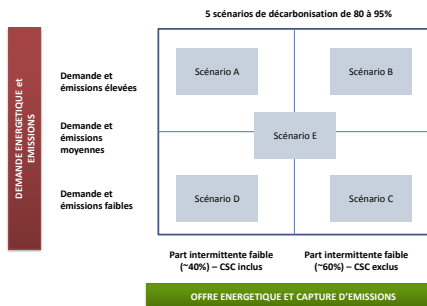 5 scénarios de décarbonisation de 80 à 95%
DEMANDE ENERGETIQUE et
EMISSIONS
Demande et
émissions élevées
Scénario A
Scénario B
Demande et
émissions
moyennes
Scénario E
Demande et
émissions faibles
Scénario D
Scénario C
Part intermittente faible
(~40%) – CSC inclus
Part intermittente faible
(~60%) – CSC exclus
OFFRE ENERGETIQUE ET CAPTURE D'EMISSIONS